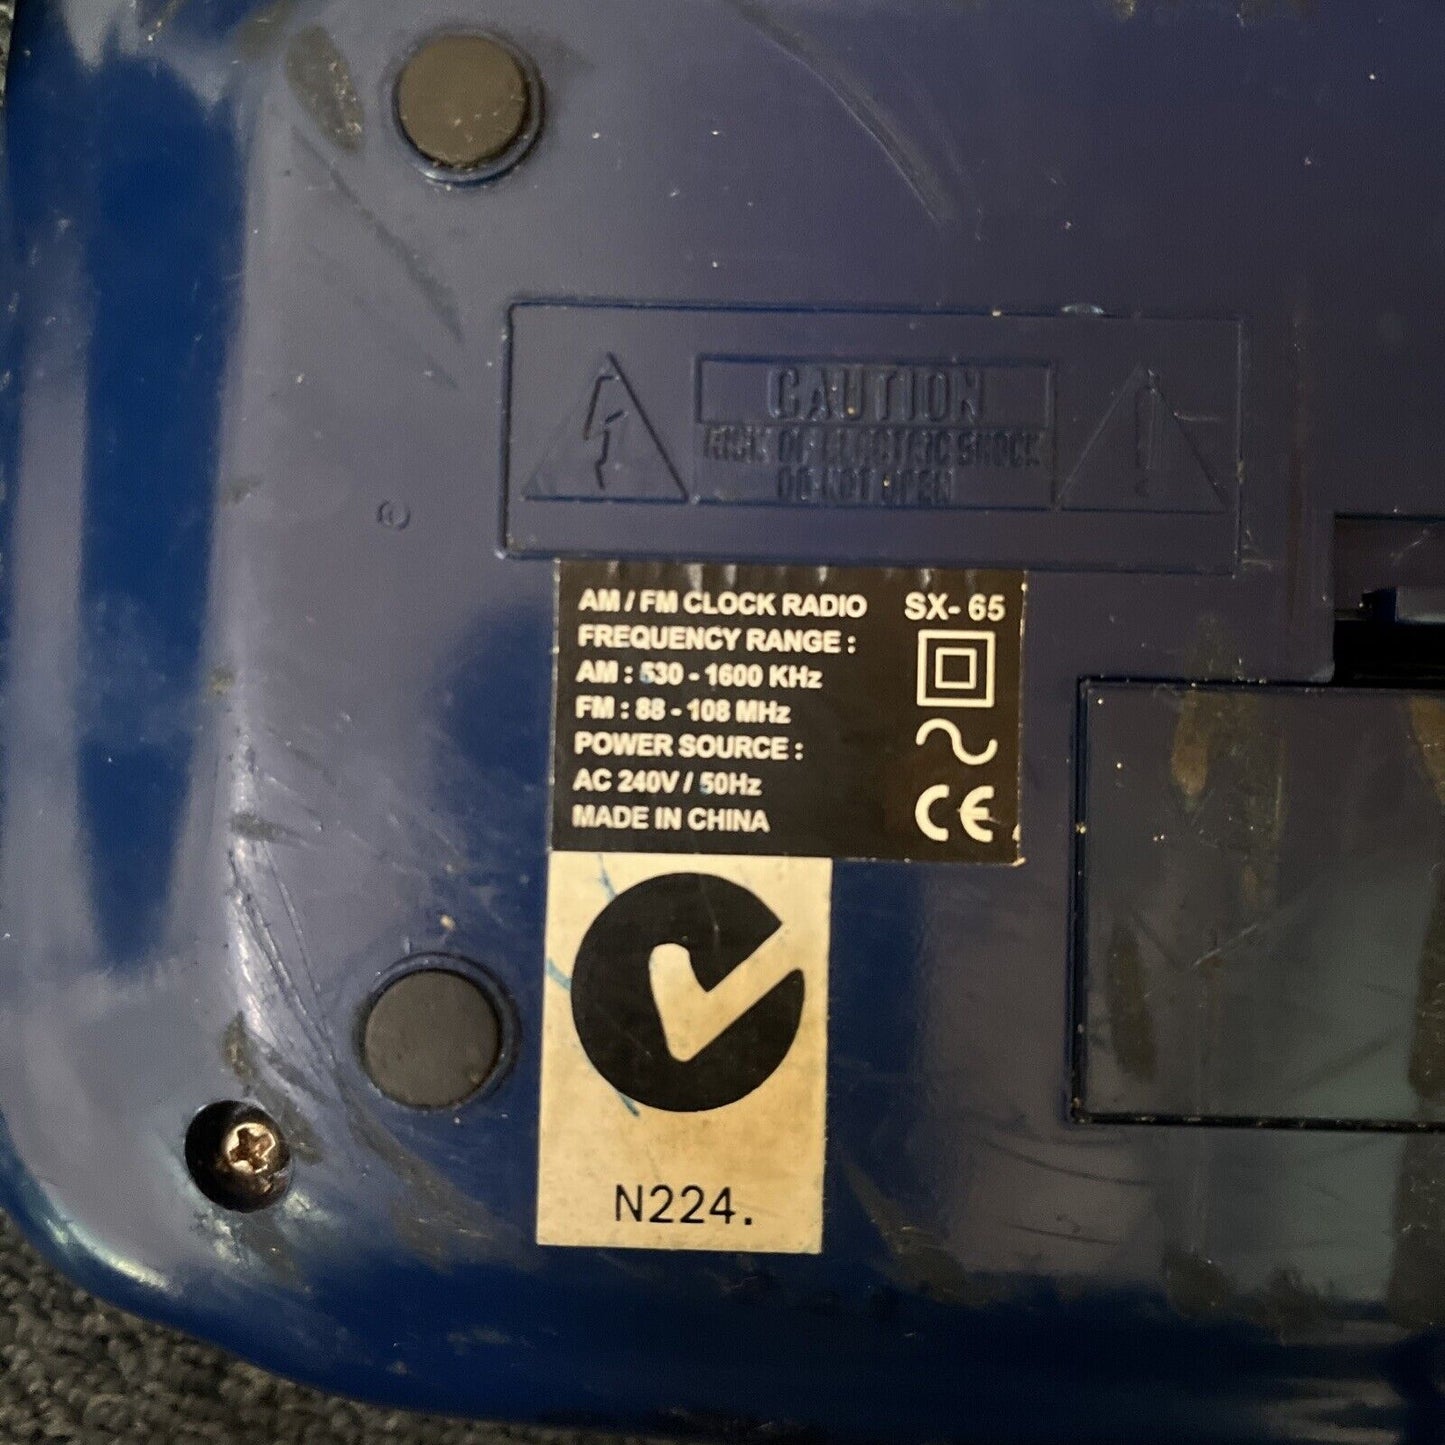 CAUTION
RISK OF ELECTRIC SHOCK
DO NOT OPEN
AM / FM CLOCK RADIO SX- 65
FREQUENCY RANGE :
AM : 530 - 1600 KHz
FM : 88 - 108 MHz
POWER SOURCE :
AC 240V / 50Hz
MADE IN CHINA
CE
N224.